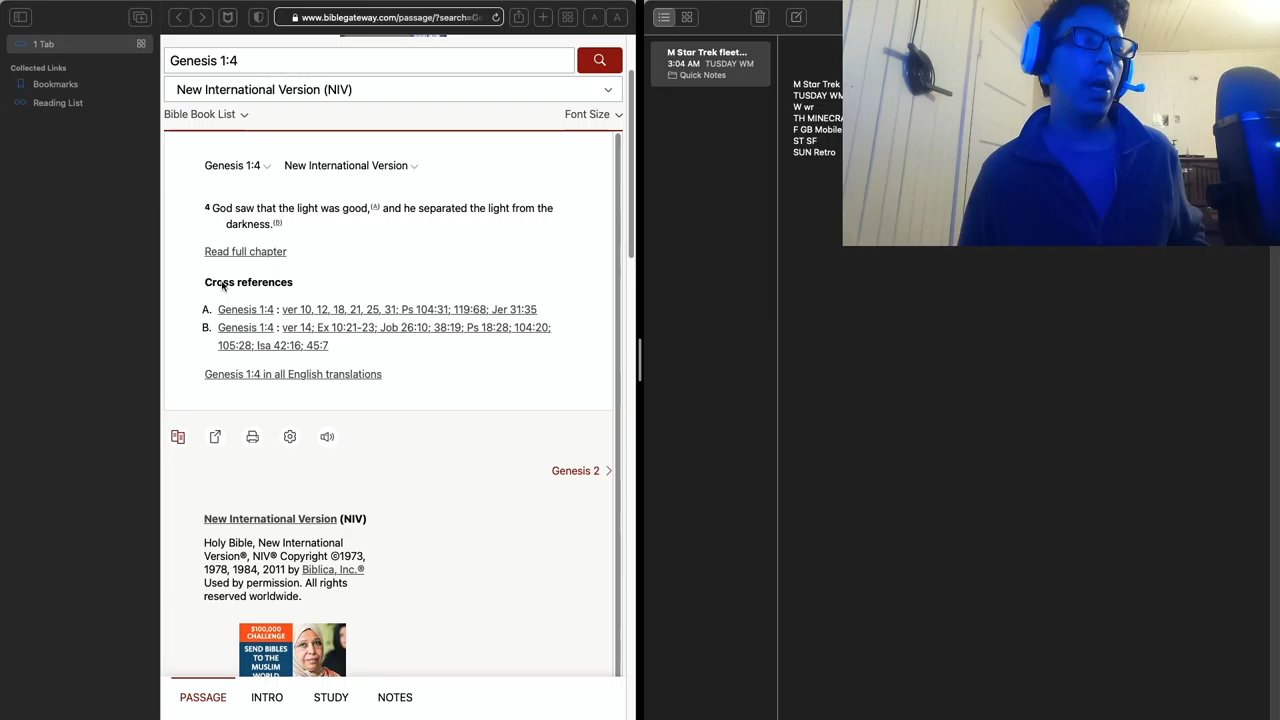 1 Tab
Collected Links
Bookmarks
Reading List
www.biblegateway.com/passage/?search=G
Genesis 1:4
New International Version (NIV)
Bible Book List
Font Size
Genesis 1:4
New International Version
4 God saw that the light was good,(A) and he separated the light from the
darkness.(B)
Read full chapter
Cross references
A. Genesis 1:4 : ver 10, 12, 18, 21, 25, 31; Ps 104:31; 119:68; Jer 31:35
B. Genesis 1:4 : ver 14; Ex 10:21-23; Job 26:10; 38:19; Ps 18:28; 104:20;
105:28; Isa 42:16; 45:7
Genesis 1:4 in all English translations
Genesis 2
New International Version (NIV)
Holy Bible, New International
Version®, NIV® Copyright ©1973,
1978, 1984, 2011 by Biblica, Inc.®
Used by permission. All rights
reserved worldwide.
$100,000
CHALLENGE
SEND BIBLES
TO THE
MUSLIM
WORLD
PASSAGE
INTRO
STUDY
NOTES
A
A
M Star Trek fleet...
3:04 AM TUSDAY WM
Quick Notes
M Star Trek
TUSDAY WM
W wr
TH MINECRA
F GB Mobile
ST SF
SUN Retro